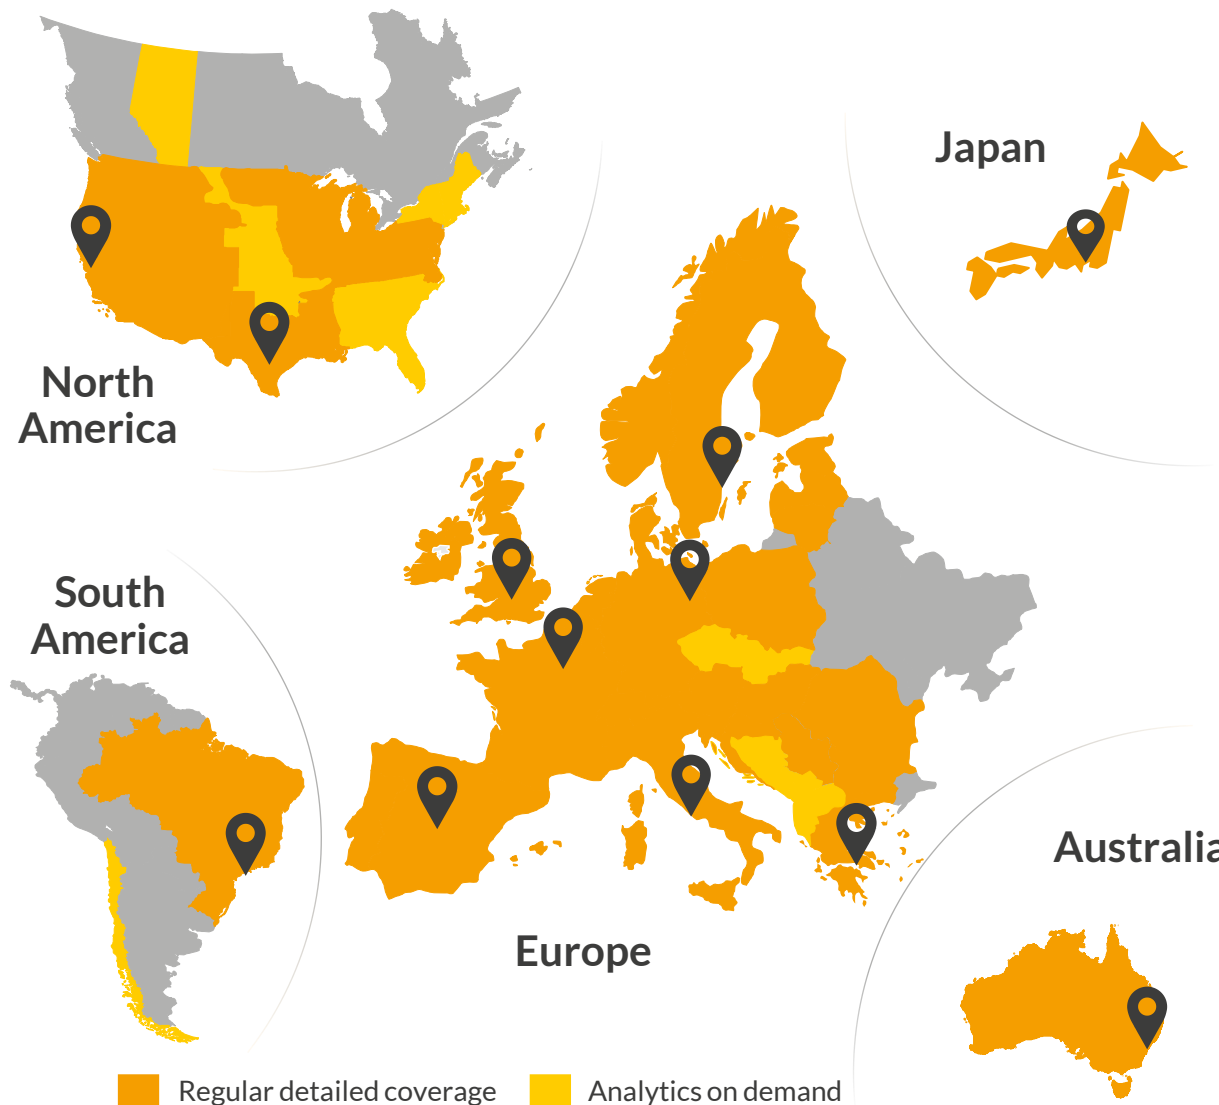 Japan
North
America
South
America
Australia
Europe
Regular detailed coverage
Analytics on demand